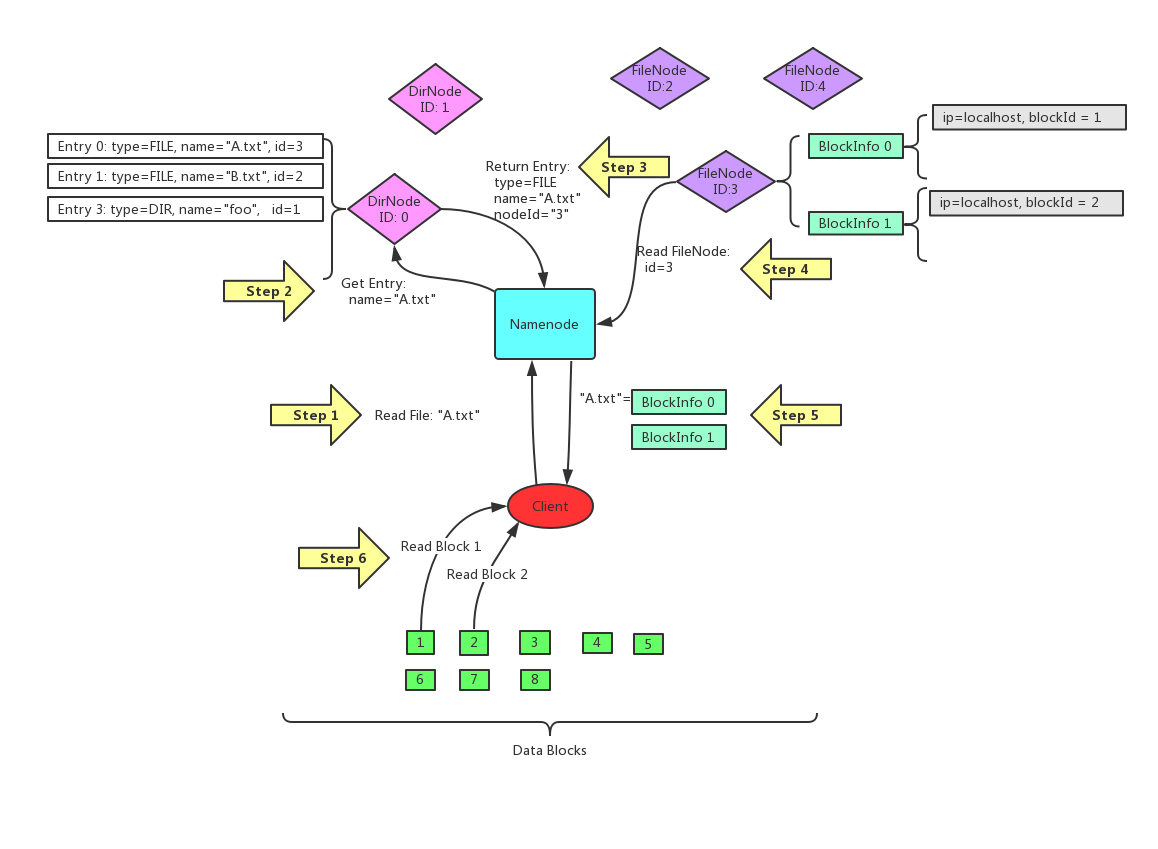 FileNode
ID:2
FileNode
ID:4
DirNode
ID: 1
ip=localhost, blockId = 1
Entry 0: type=FILE, name="A.txt", id=3
Entry 1: type=FILE, name="B.txt", id=2
Entry 3: type=DIR, name="foo",   id=1
DirNode
ID: 0
Return Entry:
type=FILE
name="A.txt"
nodeId="3"
Step 3
FileNode
ID:3
BlockInfo 0
BlockInfo 1
ip=localhost, blockId = 2
Read FileNode:
id=3
Step 4
Step 2
Get Entry:
name="A.txt"
Namenode
Step 1
Read File: "A.txt"
"A.txt"=
BlockInfo 0
BlockInfo 1
Step 5
Client
Step 6
Read Block 1
Read Block 2
1
2
3
4
5
6
7
8
Data Blocks